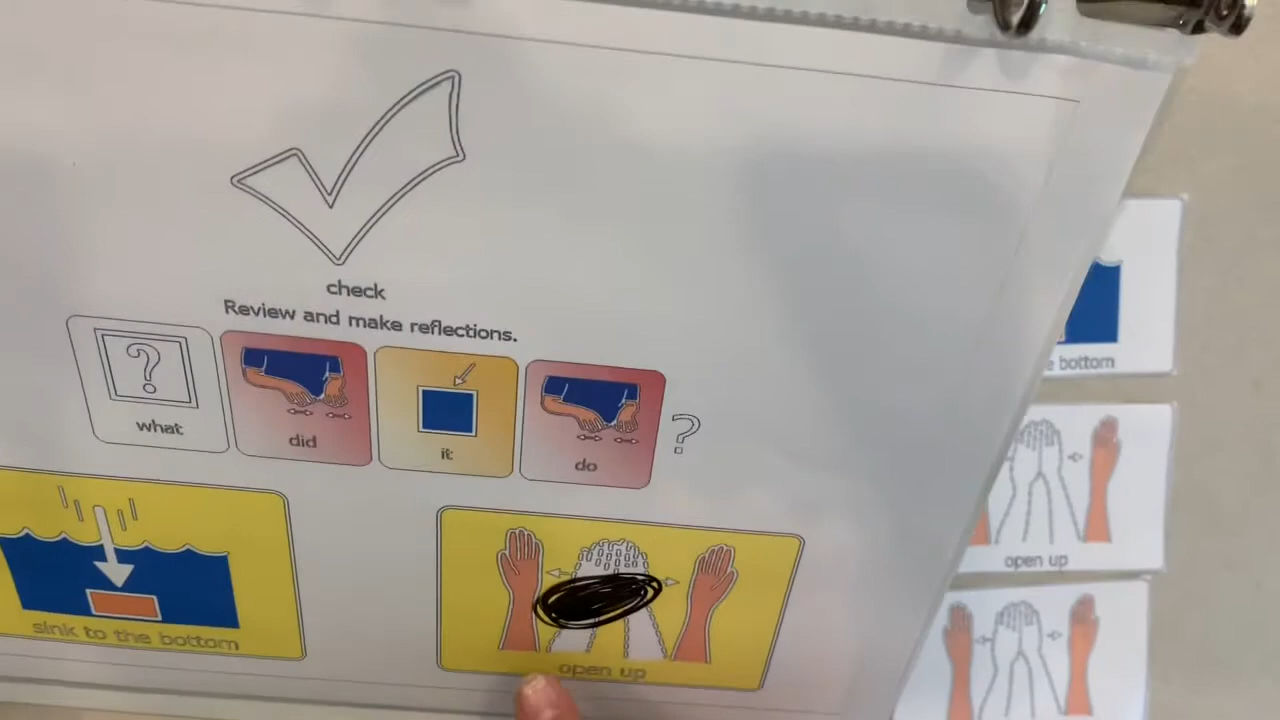 check
Review and make reflections.
what did it do ?
sink to the bottom
open up
e bottom
open up